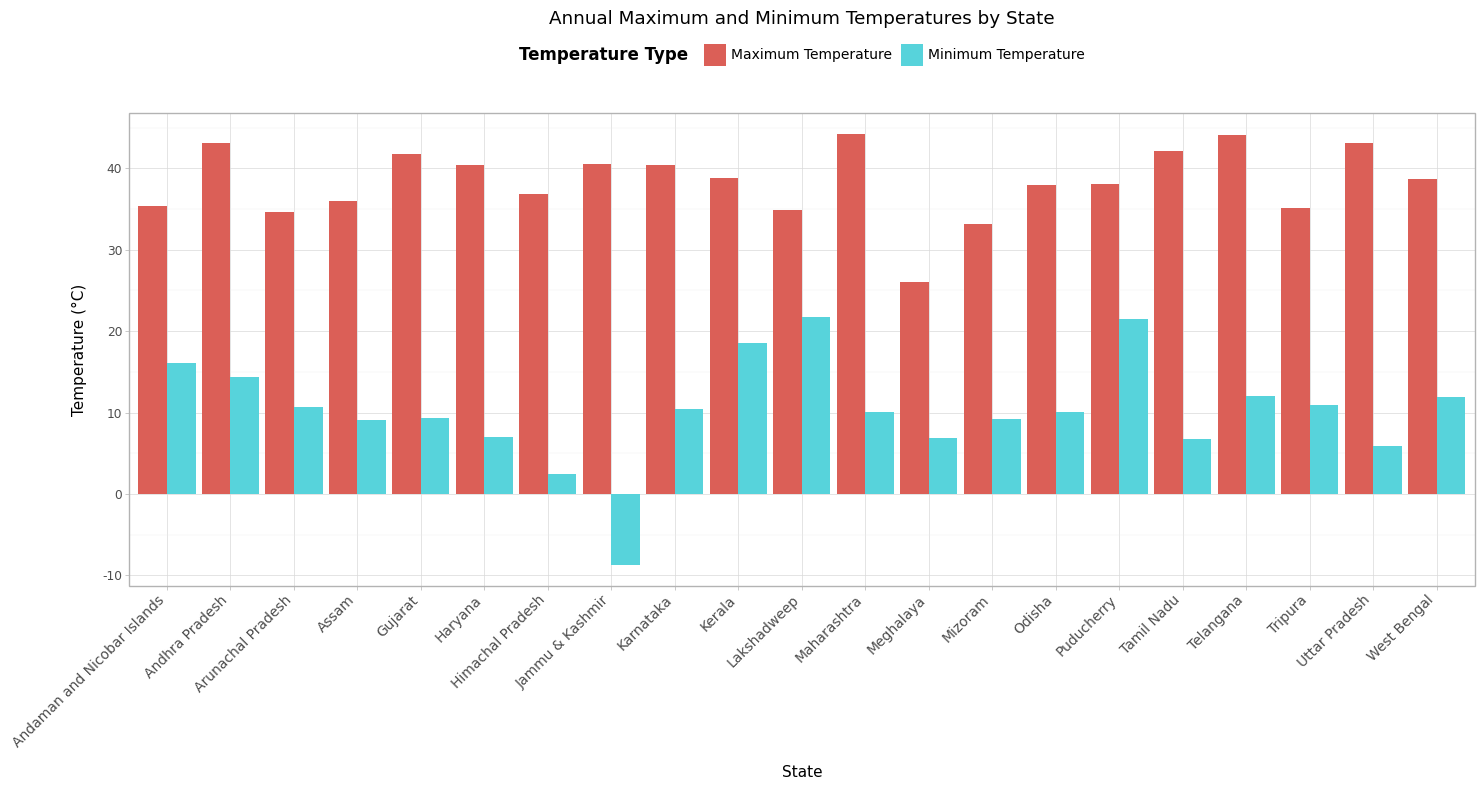 Annual Maximum and Minimum Temperatures by State
Temperature Type Maximum Temperature Minimum Temperature
Temperature (°C)
40
30
20
10
0
-10
Andaman and Nicobar Islands
Andhra Pradesh
Arunachal Pradesh
Assam
Gujarat
Haryana
Himachal Pradesh
Jammu & Kashmir
Karnataka
Kerala
Lakshadweep
Maharashtra
Meghalaya
Mizoram
Odisha
Puducherry
Tamil Nadu
Telangana
Tripura
Uttar Pradesh
West Bengal
State